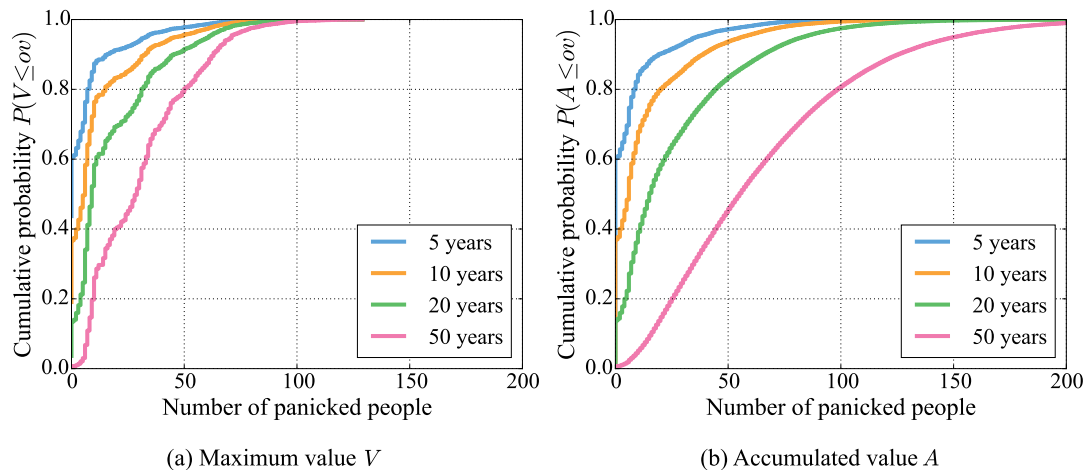 Cumulative probability P(V ≤ ov)
1.0
0.8
0.6
0.4
0.2
0.0
0 50 100 150 200
Number of panicked people
5 years
10 years
20 years
50 years
(a) Maximum value V
Cumulative probability P(A ≤ ov)
1.0
0.8
0.6
0.4
0.2
0.0
0 50 100 150 200
Number of panicked people
5 years
10 years
20 years
50 years
(b) Accumulated value A